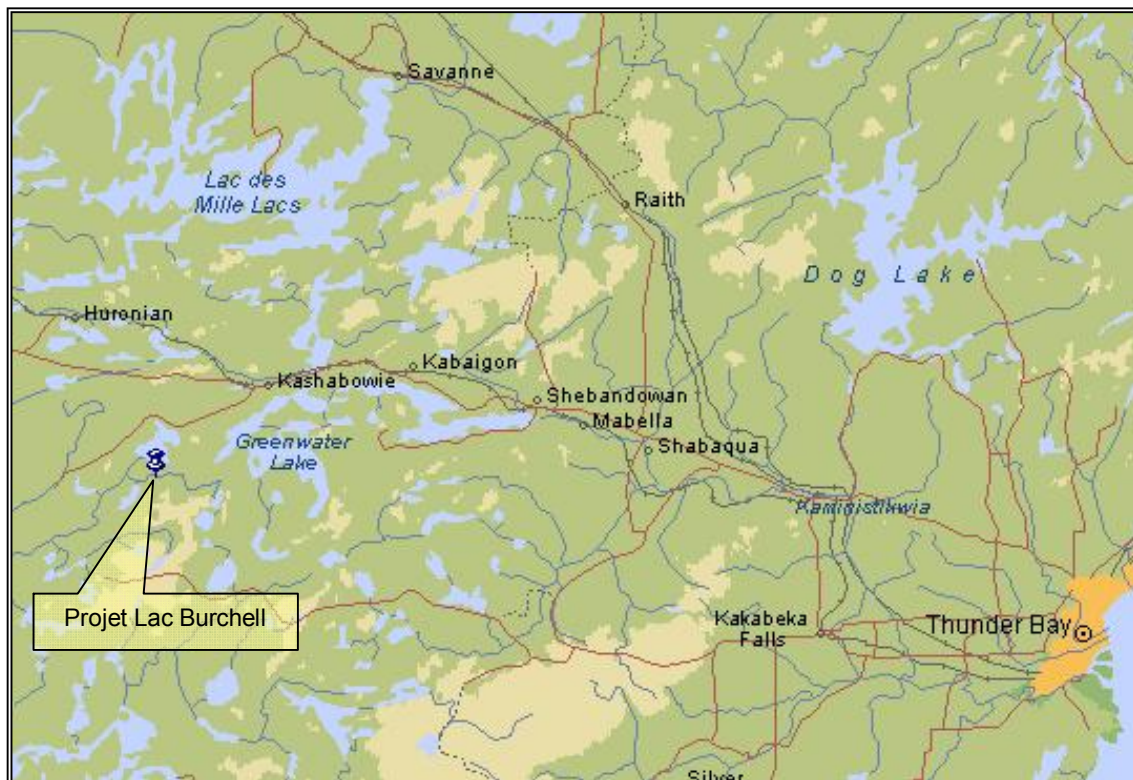 Savanne
Lac des
Mille Lacs
Raith
Dog Lake
Huronian
Kabaigon
Kashabowie
Shebandowan
Mabella
Greenwater
Lake
Shabaqua
Kaministikwia
Projet Lac Burchell
Kakabeka
Falls
Thunder Bay
Silver